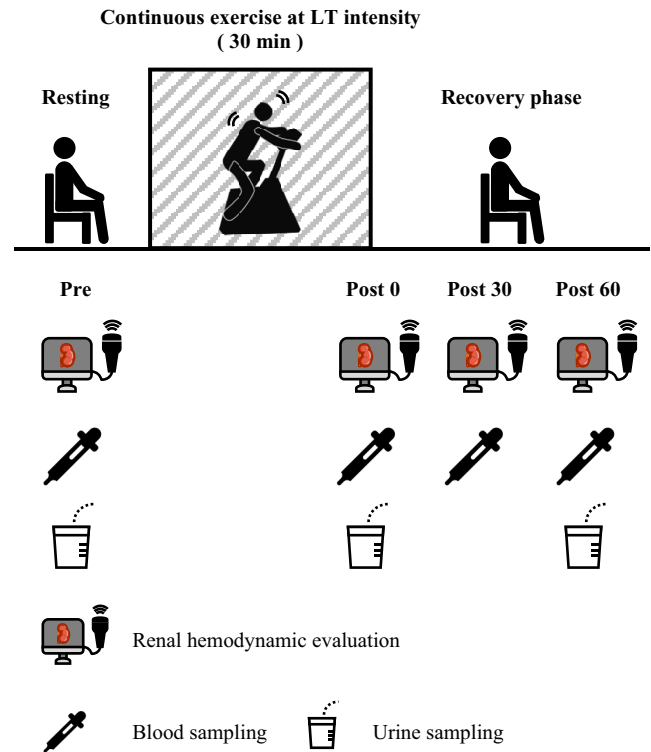 Continuous exercise at LT intensity
( 30 min )
Resting
Recovery phase
Pre
Post 0
Post 30
Post 60
Renal hemodynamic evaluation
Blood sampling
Urine sampling